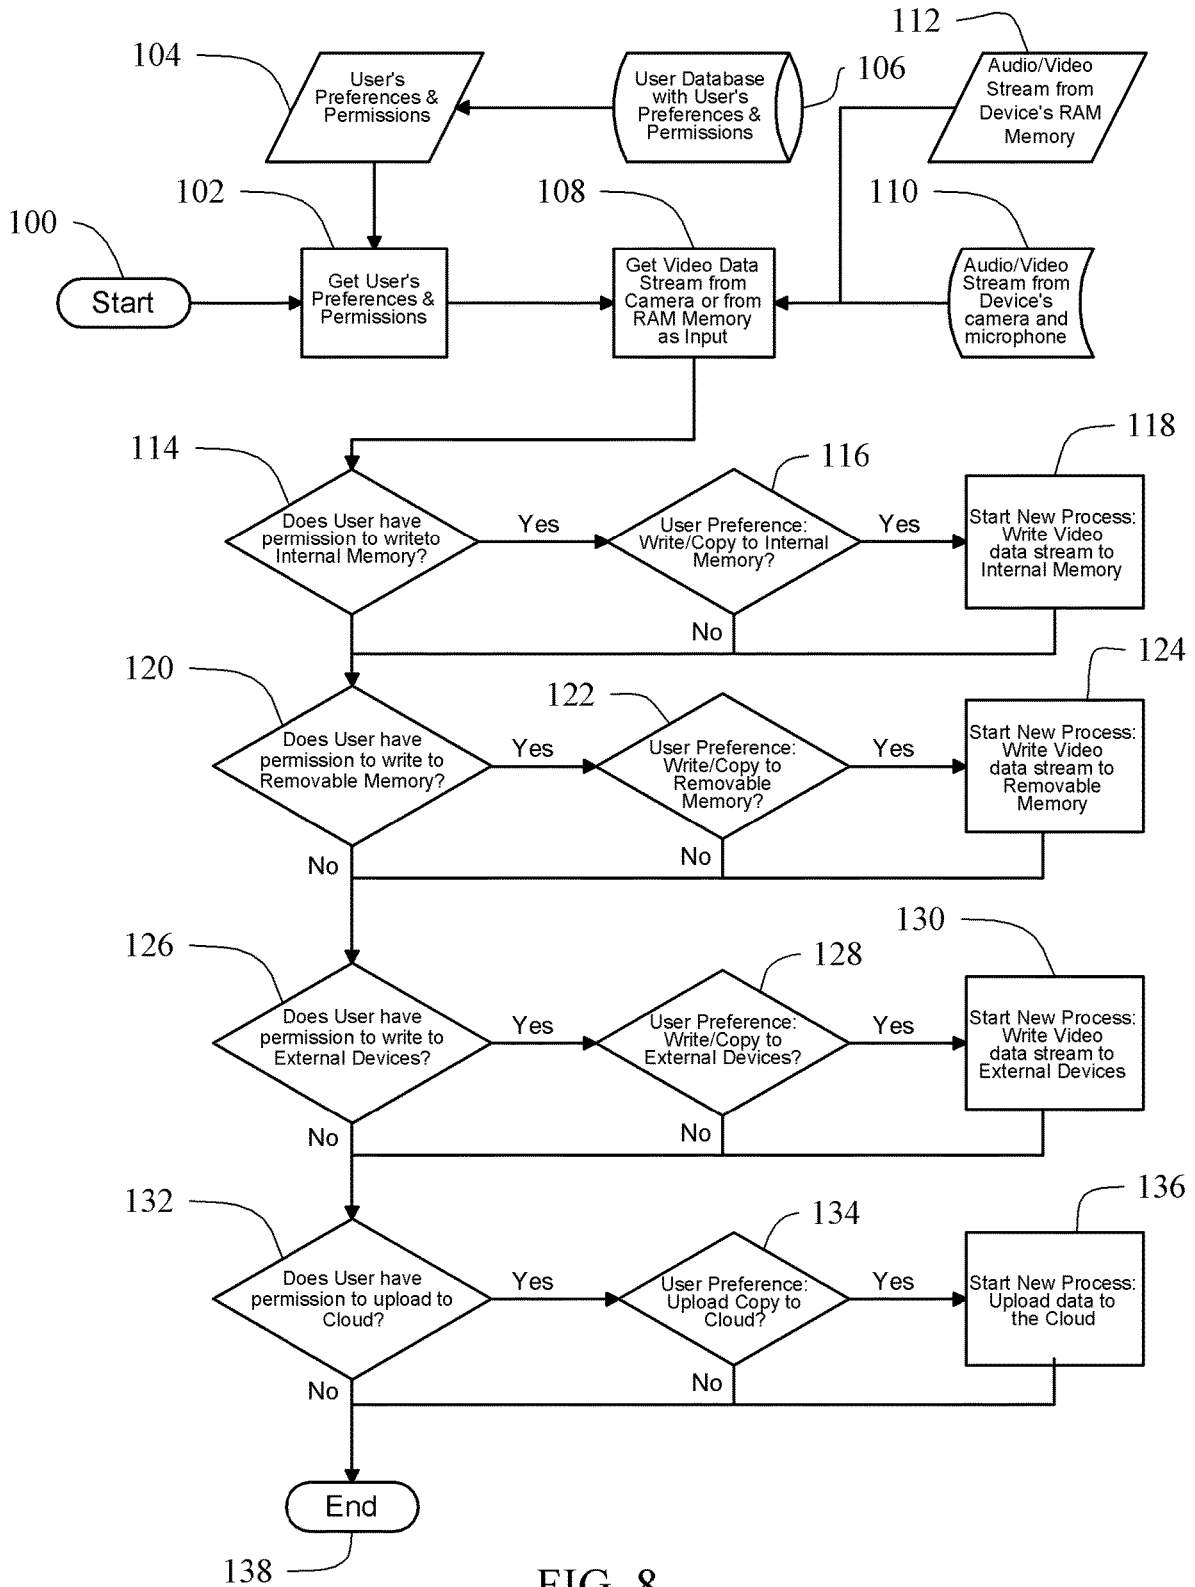 112
104
User's
Preferences &
Permissions
User Database
with User's
Preferences &
Permissions
106
Audio/Video
Stream from
Device's RAM
Memory
102
108
110
100
Start
Get User's
Preferences &
Permissions
Get Video Data
Stream from
Camera or from
RAM Memory
as Input
Audio/Video
Stream from
Device's
camera and
microphone
114
116
118
Does User have
permission to writeto
Internal Memory?
Yes
User Preference:
Write/Copy to Internal
Memory?
Yes
Start New Process:
Write Video
data stream to
Internal Memory
No
120
122
124
Does User have
permission to write to
Removable Memory?
Yes
User Preference:
Write/Copy to
Removable
Memory?
Yes
Start New Process:
Write Video
data stream to
Removable
Memory
No
No
126
128
130
Does User have
permission to write to
External Devices?
Yes
User Preference:
Write/Copy to
External Devices?
Yes
Start New Process:
Write Video
data stream to
External Devices
No
No
132
134
136
Does User have
permission to upload to
Cloud?
Yes
User Preference:
Upload Copy to
Cloud?
Yes
Start New Process:
Upload data to
the Cloud
No
No
End
138
FIG. 8